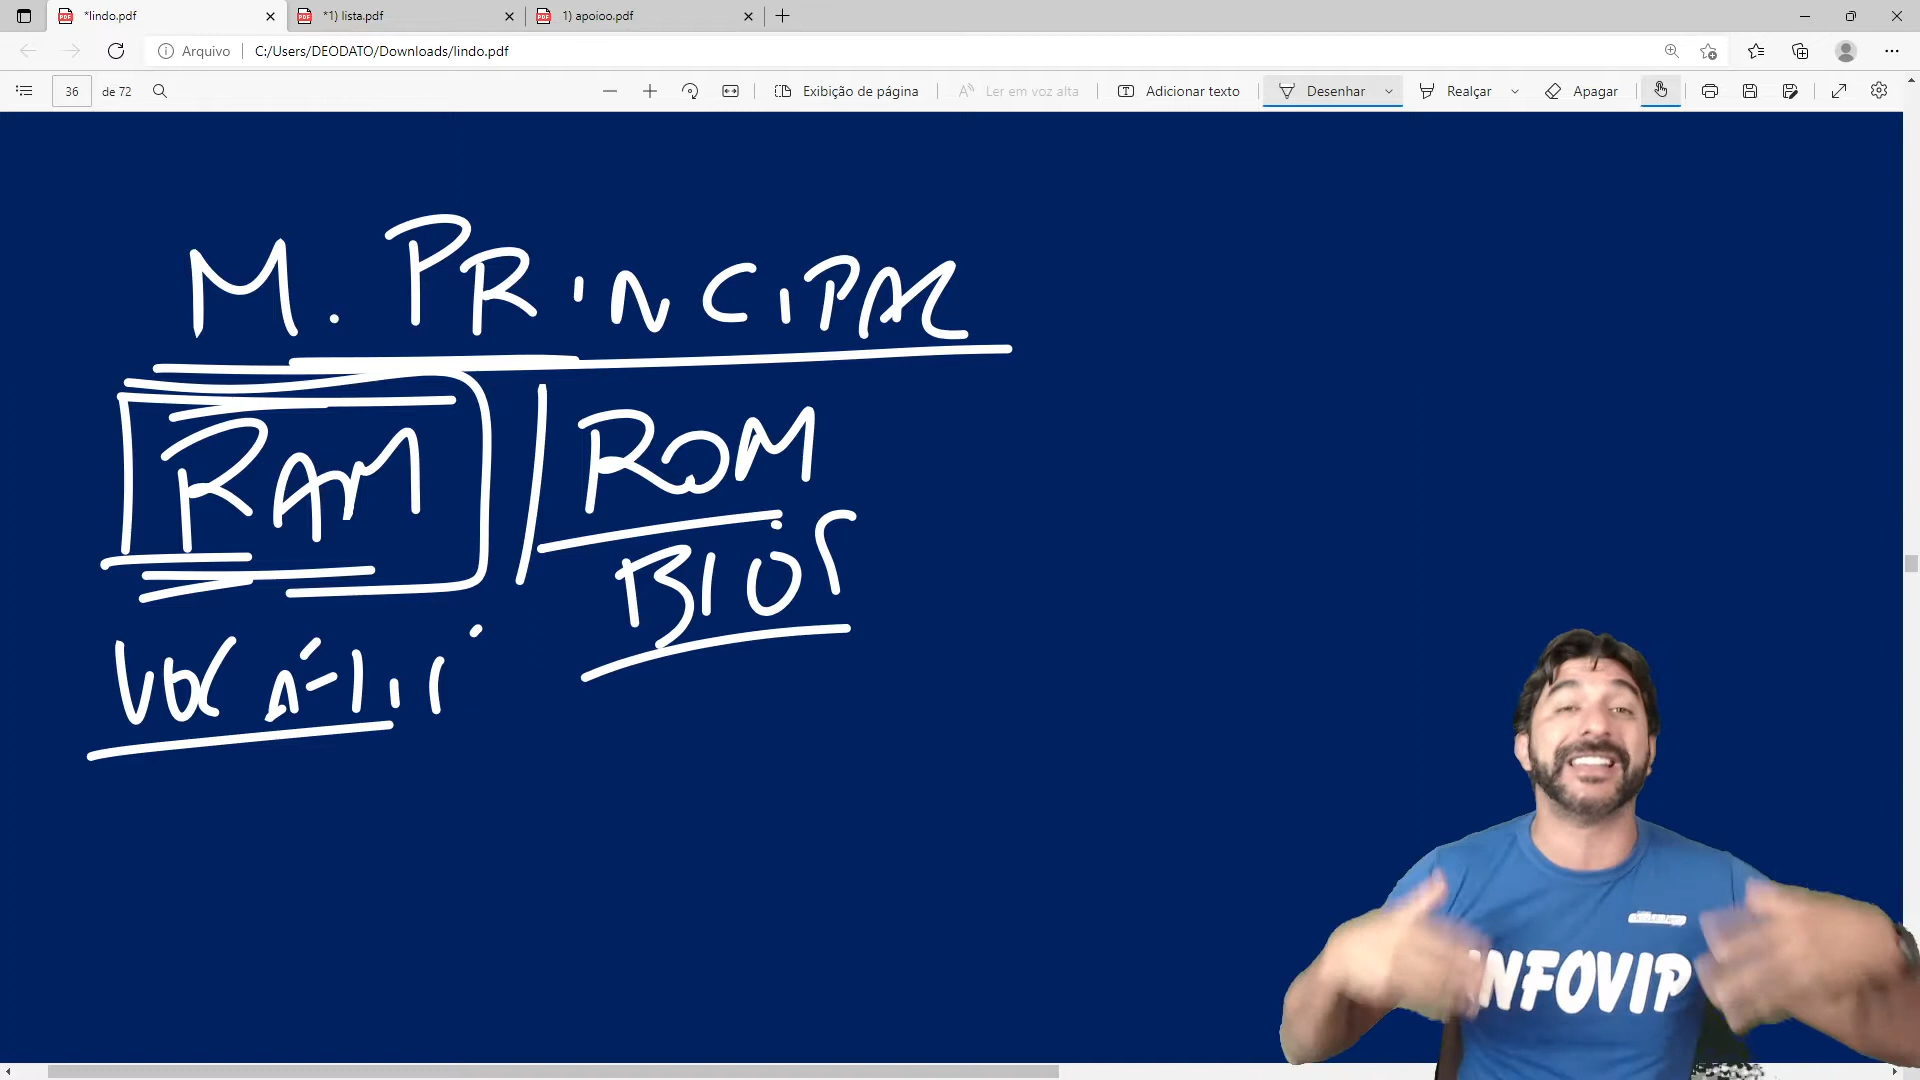 *lindo.pdf
*1) lista.pdf
1) apoioo.pdf
Arquivo
C:/Users/DEODATO/Downloads/lindo.pdf
36 de 72
Exibição de página
Ler em voz alta
Adicionar texto
Desenhar
Realçar
Apagar
M. PRINCIPAL
RAM
ROM
BIOS
INFOVIP